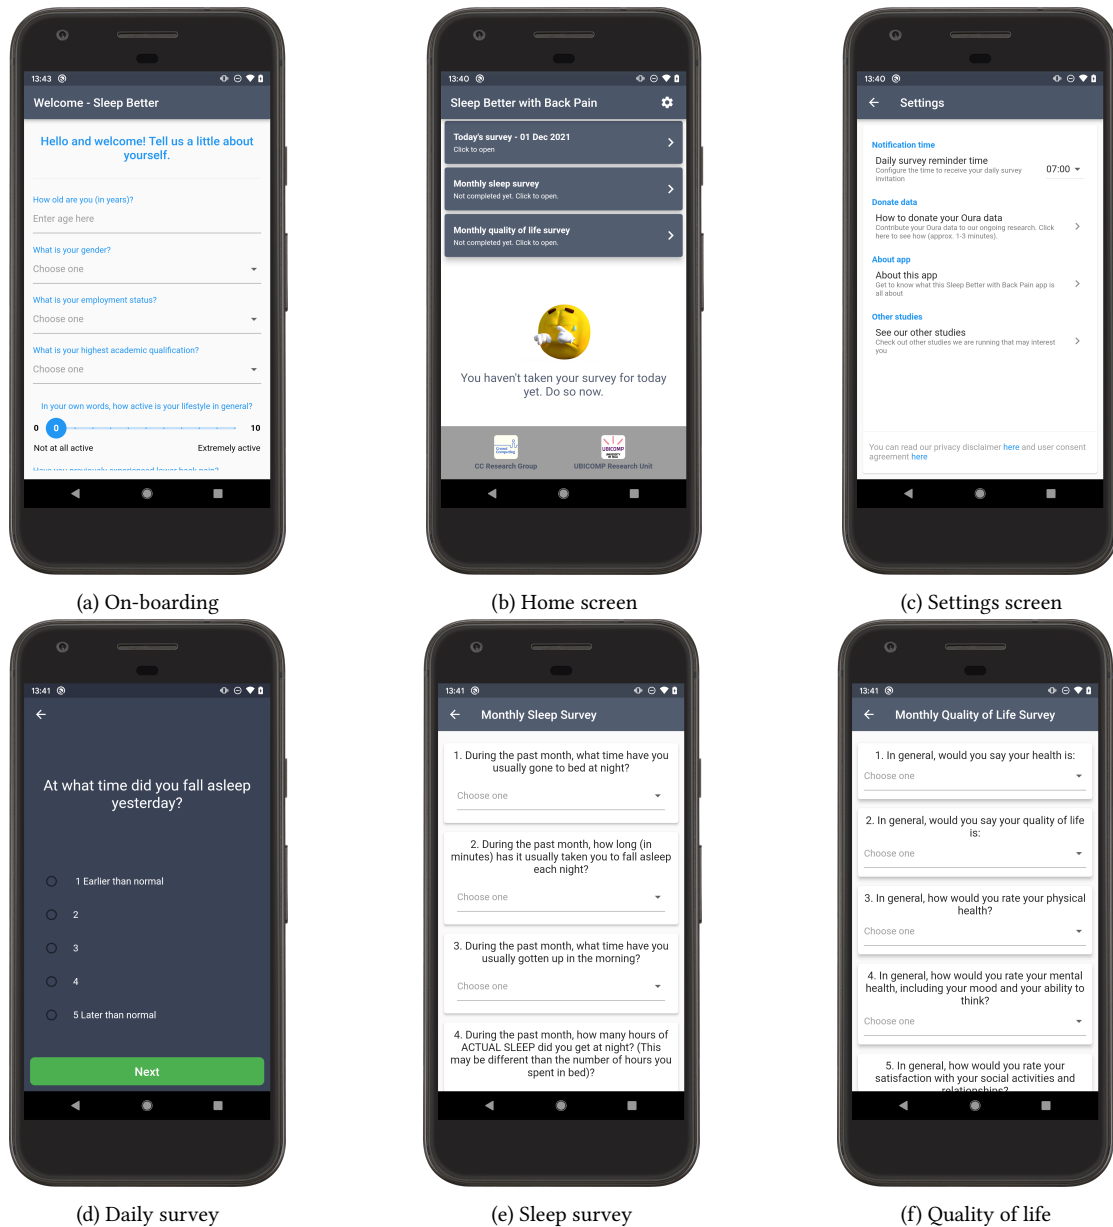 13:43
Welcome - Sleep Better
Hello and welcome! Tell us a little about
yourself.
How old are you (in years)?
Enter age here
What is your gender?
Choose one
What is your employment status?
Choose one
What is your highest academic qualification?
Choose one
In your own words, how active is your lifestyle in general?
0 0 10
Not at all active Extremely active
Have you previously experienced lower back pain?
(a) On-boarding
13:40
Sleep Better with Back Pain
Today's survey - 01 Dec 2021
Click to open
Monthly sleep survey
Not completed yet. Click to open.
Monthly quality of life survey
Not completed yet. Click to open.
You haven't taken your survey for today
yet. Do so now.
Crowd
Computing
UBICOMP
CC Research Group UBICOMP Research Unit
(b) Home screen
13:40
Settings
Notification time
Daily survey reminder time
Configure the time to receive your daily survey
invitation
07:00
Donate data
How to donate your Oura data
Contribute your Oura data to our ongoing research. Click
here to see how (approx. 1-3 minutes).
About app
About this app
Get to know what this Sleep Better with Back Pain app is
all about
Other studies
See our other studies
Check out other studies we are running that may interest
you
You can read our privacy disclaimer here and user consent
agreement here
(c) Settings screen
13:41
At what time did you fall asleep
yesterday?
1 Earlier than normal
2
3
4
5 Later than normal
Next
(d) Daily survey
13:41
Monthly Sleep Survey
1. During the past month, what time have you
usually gone to bed at night?
Choose one
2. During the past month, how long (in
minutes) has it usually taken you to fall asleep
each night?
Choose one
3. During the past month, what time have you
usually gotten up in the morning?
Choose one
4. During the past month, how many hours of
ACTUAL SLEEP did you get at night? (This
may be different than the number of hours you
spent in bed)?
(e) Sleep survey
13:41
Monthly Quality of Life Survey
1. In general, would you say your health is:
Choose one
2. In general, would you say your quality of life
is:
Choose one
3. In general, how would you rate your physical
health?
Choose one
4. In general, how would you rate your mental
health, including your mood and your ability to
think?
Choose one
5. In general, how would you rate your
satisfaction with your social activities and
relationships?
(f) Quality of life